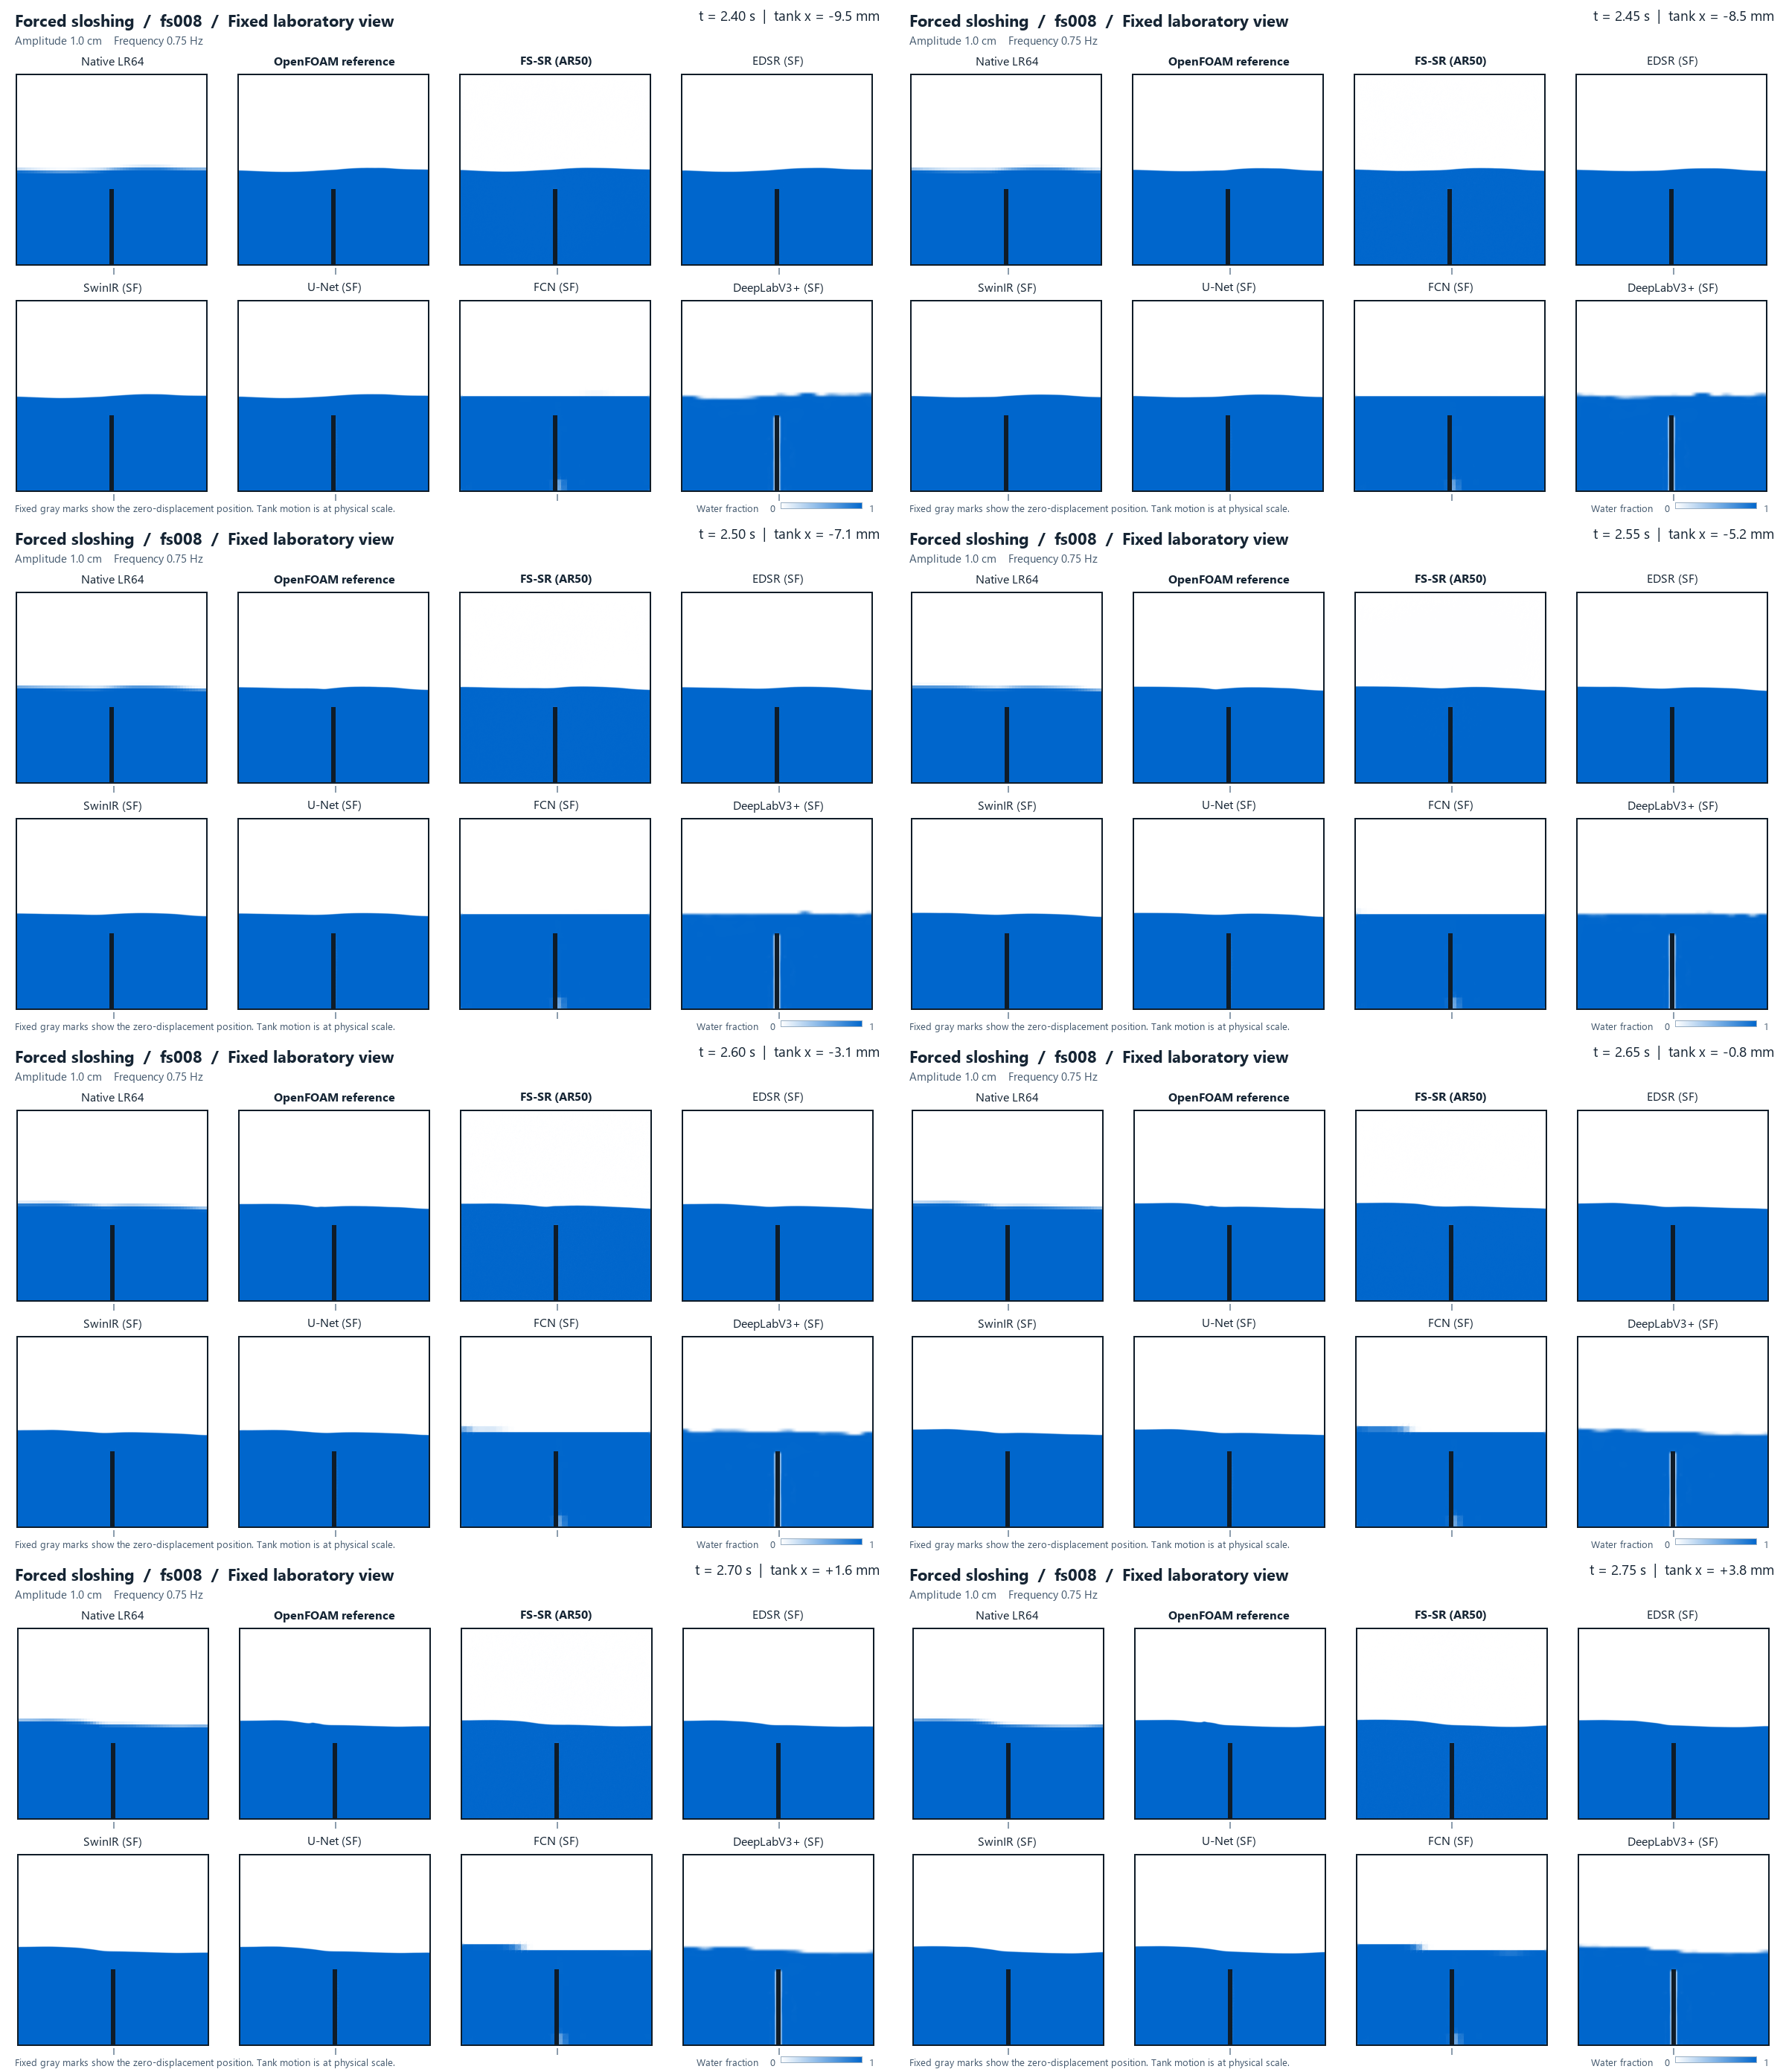 Forced sloshing / fs008 / Fixed laboratory view
t = 2.40 s | tank x = -9.5 mm
Amplitude 1.0 cm Frequency 0.75 Hz
Native LR64
OpenFOAM reference
FS-SR (AR50)
EDSR (SF)
SwinIR (SF)
U-Net (SF)
FCN (SF)
DeepLabV3+ (SF)
Fixed gray marks show the zero-displacement position. Tank motion is at physical scale.
Water fraction 0 1
Forced sloshing / fs008 / Fixed laboratory view
t = 2.45 s | tank x = -8.5 mm
Amplitude 1.0 cm Frequency 0.75 Hz
Native LR64
OpenFOAM reference
FS-SR (AR50)
EDSR (SF)
SwinIR (SF)
U-Net (SF)
FCN (SF)
DeepLabV3+ (SF)
Fixed gray marks show the zero-displacement position. Tank motion is at physical scale.
Water fraction 0 1
Forced sloshing / fs008 / Fixed laboratory view
t = 2.50 s | tank x = -7.1 mm
Amplitude 1.0 cm Frequency 0.75 Hz
Native LR64
OpenFOAM reference
FS-SR (AR50)
EDSR (SF)
SwinIR (SF)
U-Net (SF)
FCN (SF)
DeepLabV3+ (SF)
Fixed gray marks show the zero-displacement position. Tank motion is at physical scale.
Water fraction 0 1
Forced sloshing / fs008 / Fixed laboratory view
t = 2.55 s | tank x = -5.2 mm
Amplitude 1.0 cm Frequency 0.75 Hz
Native LR64
OpenFOAM reference
FS-SR (AR50)
EDSR (SF)
SwinIR (SF)
U-Net (SF)
FCN (SF)
DeepLabV3+ (SF)
Fixed gray marks show the zero-displacement position. Tank motion is at physical scale.
Water fraction 0 1
Forced sloshing / fs008 / Fixed laboratory view
t = 2.60 s | tank x = -3.1 mm
Amplitude 1.0 cm Frequency 0.75 Hz
Native LR64
OpenFOAM reference
FS-SR (AR50)
EDSR (SF)
SwinIR (SF)
U-Net (SF)
FCN (SF)
DeepLabV3+ (SF)
Fixed gray marks show the zero-displacement position. Tank motion is at physical scale.
Water fraction 0 1
Forced sloshing / fs008 / Fixed laboratory view
t = 2.65 s | tank x = -0.8 mm
Amplitude 1.0 cm Frequency 0.75 Hz
Native LR64
OpenFOAM reference
FS-SR (AR50)
EDSR (SF)
SwinIR (SF)
U-Net (SF)
FCN (SF)
DeepLabV3+ (SF)
Fixed gray marks show the zero-displacement position. Tank motion is at physical scale.
Water fraction 0 1
Forced sloshing / fs008 / Fixed laboratory view
t = 2.70 s | tank x = +1.6 mm
Amplitude 1.0 cm Frequency 0.75 Hz
Native LR64
OpenFOAM reference
FS-SR (AR50)
EDSR (SF)
SwinIR (SF)
U-Net (SF)
FCN (SF)
DeepLabV3+ (SF)
Fixed gray marks show the zero-displacement position. Tank motion is at physical scale.
Water fraction 0 1
Forced sloshing / fs008 / Fixed laboratory view
t = 2.75 s | tank x = +3.8 mm
Amplitude 1.0 cm Frequency 0.75 Hz
Native LR64
OpenFOAM reference
FS-SR (AR50)
EDSR (SF)
SwinIR (SF)
U-Net (SF)
FCN (SF)
DeepLabV3+ (SF)
Fixed gray marks show the zero-displacement position. Tank motion is at physical scale.
Water fraction 0 1